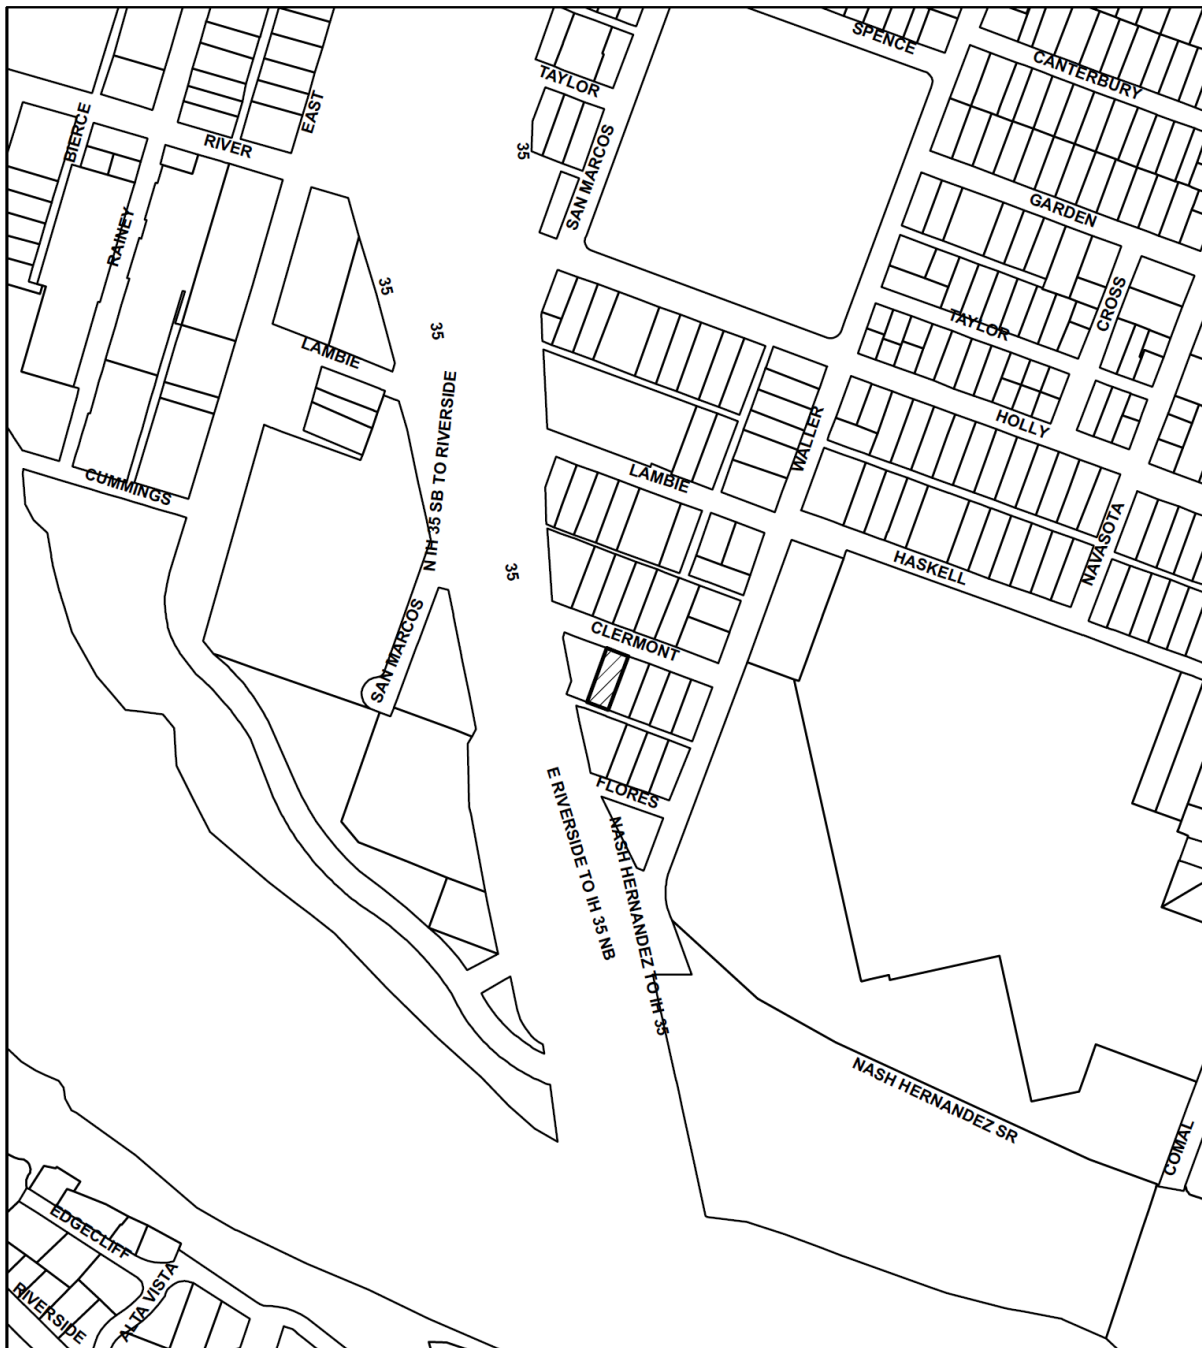 SPENCE
CANTERBURY
TAYLOR
EAST
BIERCE
RIVER
35
SAN MARCOS
GARDEN
RAINEY
35
CROSS
35
TAYLOR
LAMBIE
HOLLY
N IH 35 SB TO RIVERSIDE
WALLER
LAMBIE
CUMMINGS
NAVASOTA
35
HASKELL
CLERMONT
SAN MARCOS
FLORES
E RIVERSIDE TO IH 35 NB
NASH HERNANDEZ TO IH 35
NASH HERNANDEZ SR
COMAL
EDGECLIFF
ALTA VISTA
RIVERSIDE